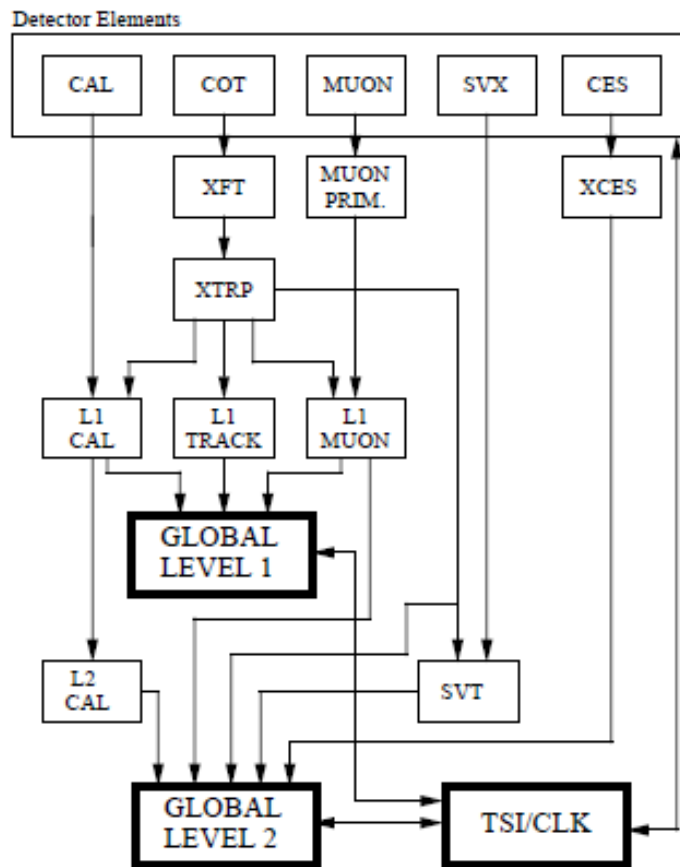 Detector Elements
CAL
COT
MUON
SVX
CES
XFT
MUON
PRIM.
XCES
XTRP
L1
CAL
L1
TRACK
L1
MUON
GLOBAL
LEVEL 1
L2
CAL
SVT
GLOBAL
LEVEL 2
TSI/CLK